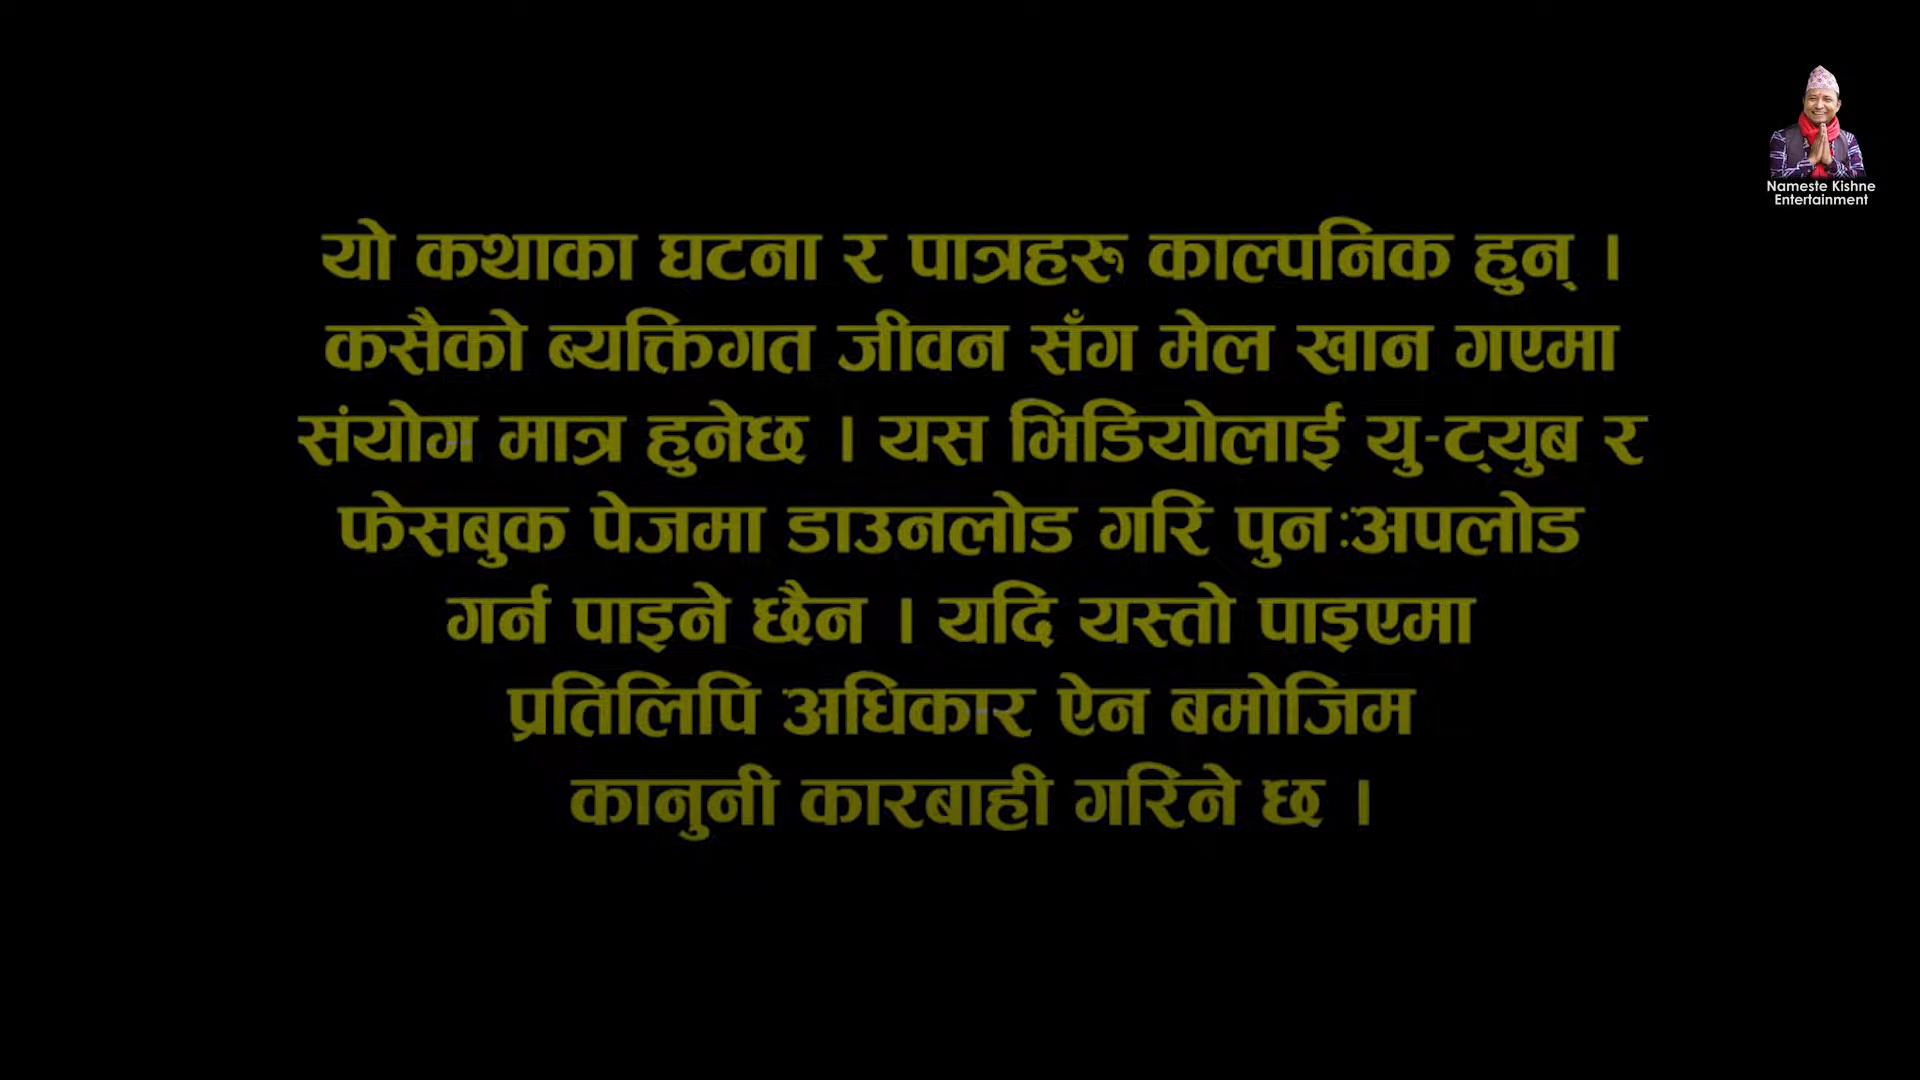 Nameste Kishne
Entertainment
यो कथाका घटना र पात्रहरू काल्पनिक हुन् ।
कसैको ब्यक्तिगत जीवन सँग मेल खान गएमा
संयोग मात्र हुनेछ । यस भिडियोलाई यु-ट्युब र
फेसबुक पेजमा डाउनलोड गरि पुनःअपलोड
गर्न पाइने छैन । यदि यस्तो पाइएमा
प्रतिलिपि अधिकार ऐन बमोजिम
कानुनी कारबाही गरिने छ ।